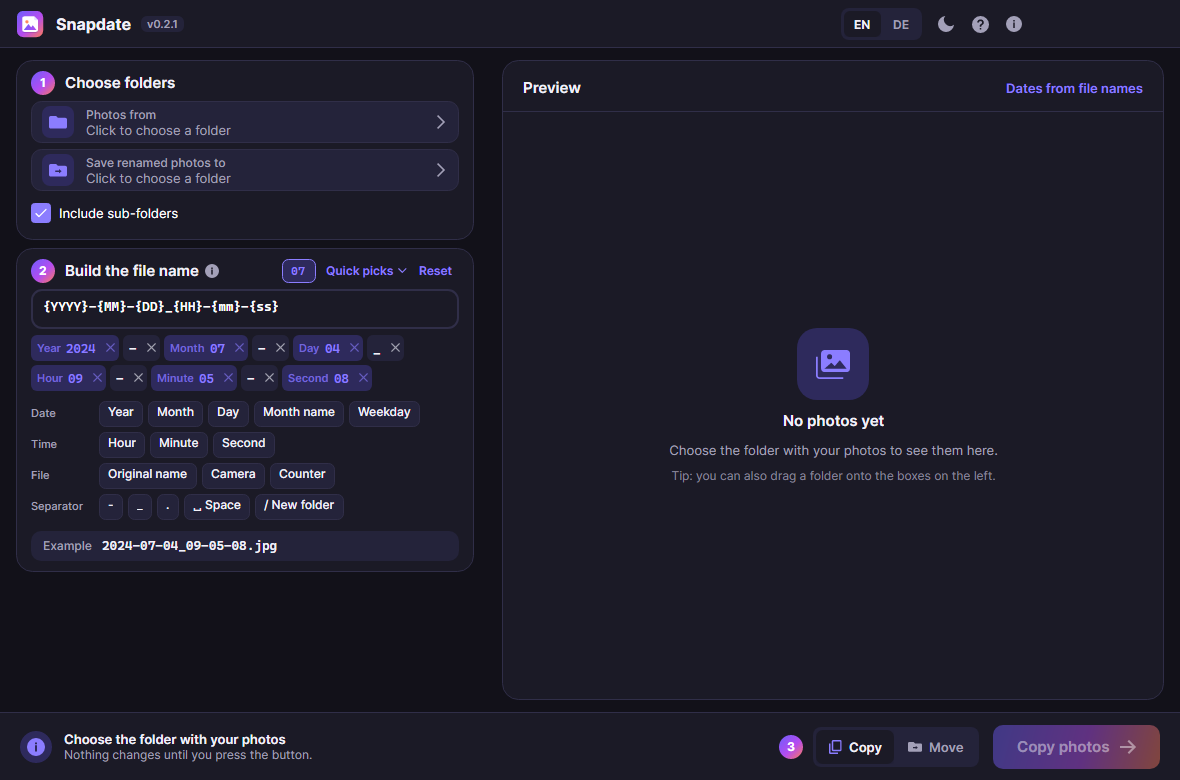 Snapdate v0.2.1
EN DE
1 Choose folders
Photos from
Click to choose a folder
Save renamed photos to
Click to choose a folder
Include sub-folders
2 Build the file name
07 Quick picks Reset
{YYYY}-{MM}-{DD}_{HH}-{mm}-{ss}
Year 2024 × - × Month 07 × - × Day 04 × _ ×
Hour 09 × - × Minute 05 × - × Second 08 ×
Date Year Month Day Month name Weekday
Time Hour Minute Second
File Original name Camera Counter
Separator - _ . ␣ Space / New folder
Example 2024-07-04_09-05-08.jpg
Preview
Dates from file names
No photos yet
Choose the folder with your photos to see them here.
Tip: you can also drag a folder onto the boxes on the left.
Choose the folder with your photos
Nothing changes until you press the button.
3 Copy Move
Copy photos →